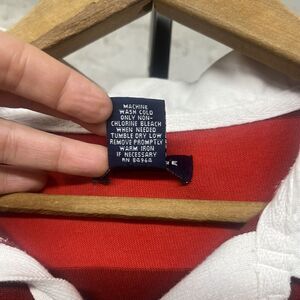 MACHINE
WASH COLD
ONLY NON-
CHLORINE BLEACH
WHEN NEEDED
TUMBLE DRY LOW
REMOVE PROMPTLY
WARM IRON
IF NECESSARY
RN 84964